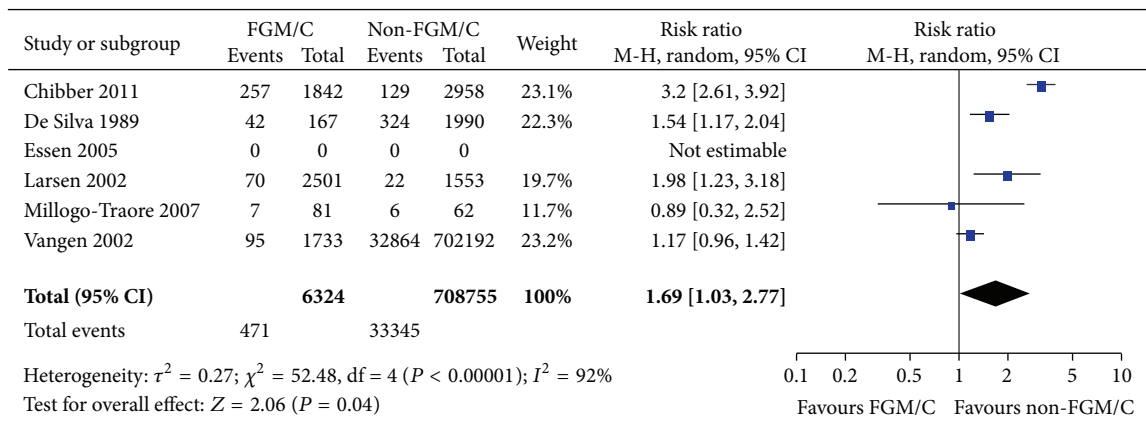 Study or subgroup FGM/C Non-FGM/C Weight Risk ratio Risk ratio
Events Total Events Total M-H, random, 95% CI M-H, random, 95% CI
Chibber 2011 257 1842 129 2958 23.1% 3.2 [2.61, 3.92]
De Silva 1989 42 167 324 1990 22.3% 1.54 [1.17, 2.04]
Essen 2005 0 0 0 0 Not estimable
Larsen 2002 70 2501 22 1553 19.7% 1.98 [1.23, 3.18]
Millogo-Traore 2007 7 81 6 62 11.7% 0.89 [0.32, 2.52]
Vangen 2002 95 1733 32864 702192 23.2% 1.17 [0.96, 1.42]
Total (95% CI) 6324 708755 100% 1.69 [1.03, 2.77]
Total events 471 33345
Heterogeneity: τ² = 0.27; χ² = 52.48, df = 4 (P < 0.00001); I² = 92%
Test for overall effect: Z = 2.06 (P = 0.04)
0.1 0.2 0.5 1 2 5 10
Favours FGM/C Favours non-FGM/C